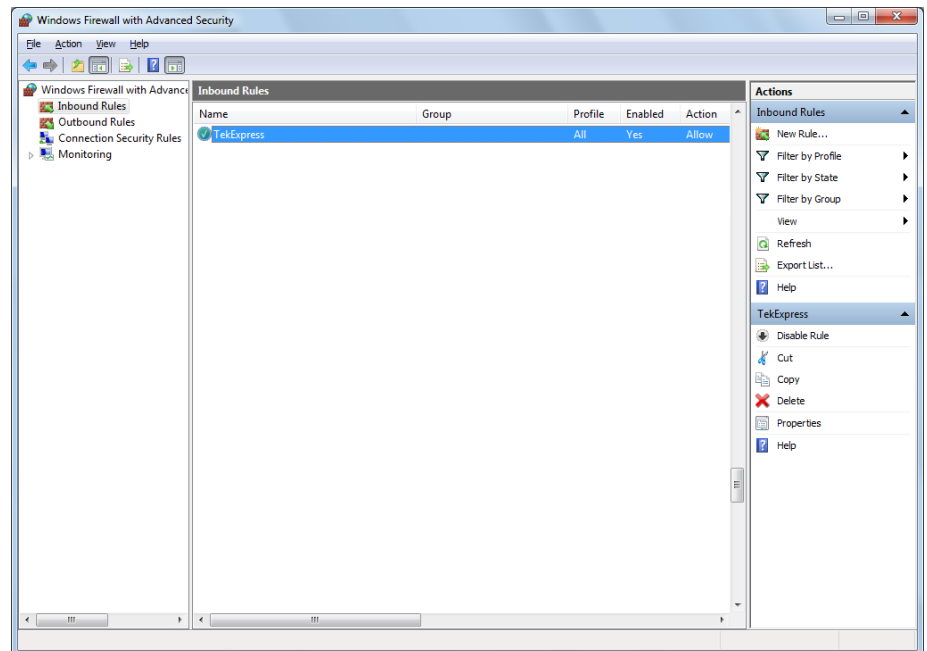 Windows Firewall with Advanced Security
File Action View Help
Windows Firewall with Advance
Inbound Rules
Outbound Rules
Connection Security Rules
Monitoring
Inbound Rules
Name Group Profile Enabled Action
TekExpress All Yes Allow
Actions
Inbound Rules
New Rule...
Filter by Profile
Filter by State
Filter by Group
View
Refresh
Export List...
Help
TekExpress
Disable Rule
Cut
Copy
Delete
Properties
Help